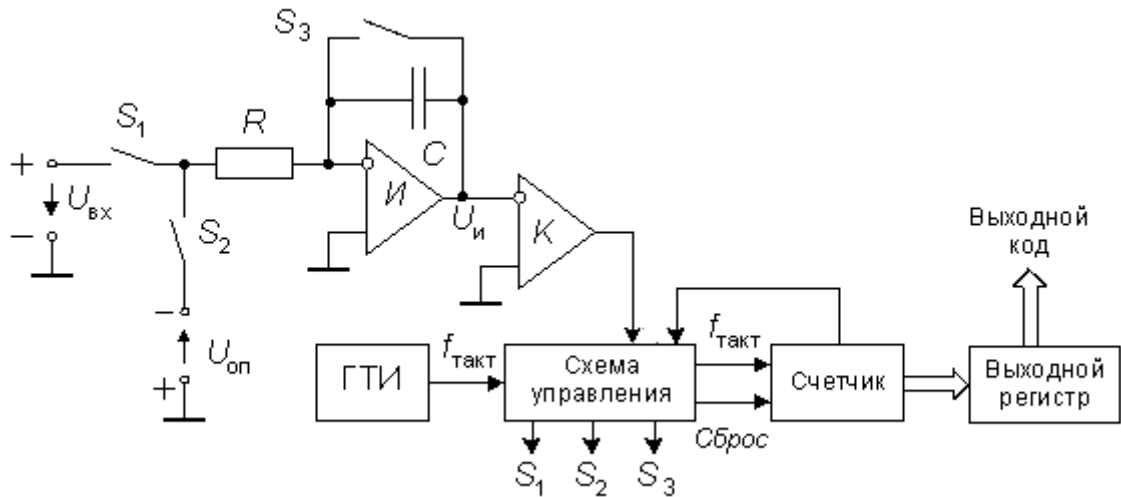 S3
S1
R
C
+
Uвх
И
Uи
K
−
S2
Выходной
код
−
Uоп
+
fтакт
fтакт
ГТИ
Схема
управления
Счетчик
Выходной
регистр
Сброс
S1
S2
S3